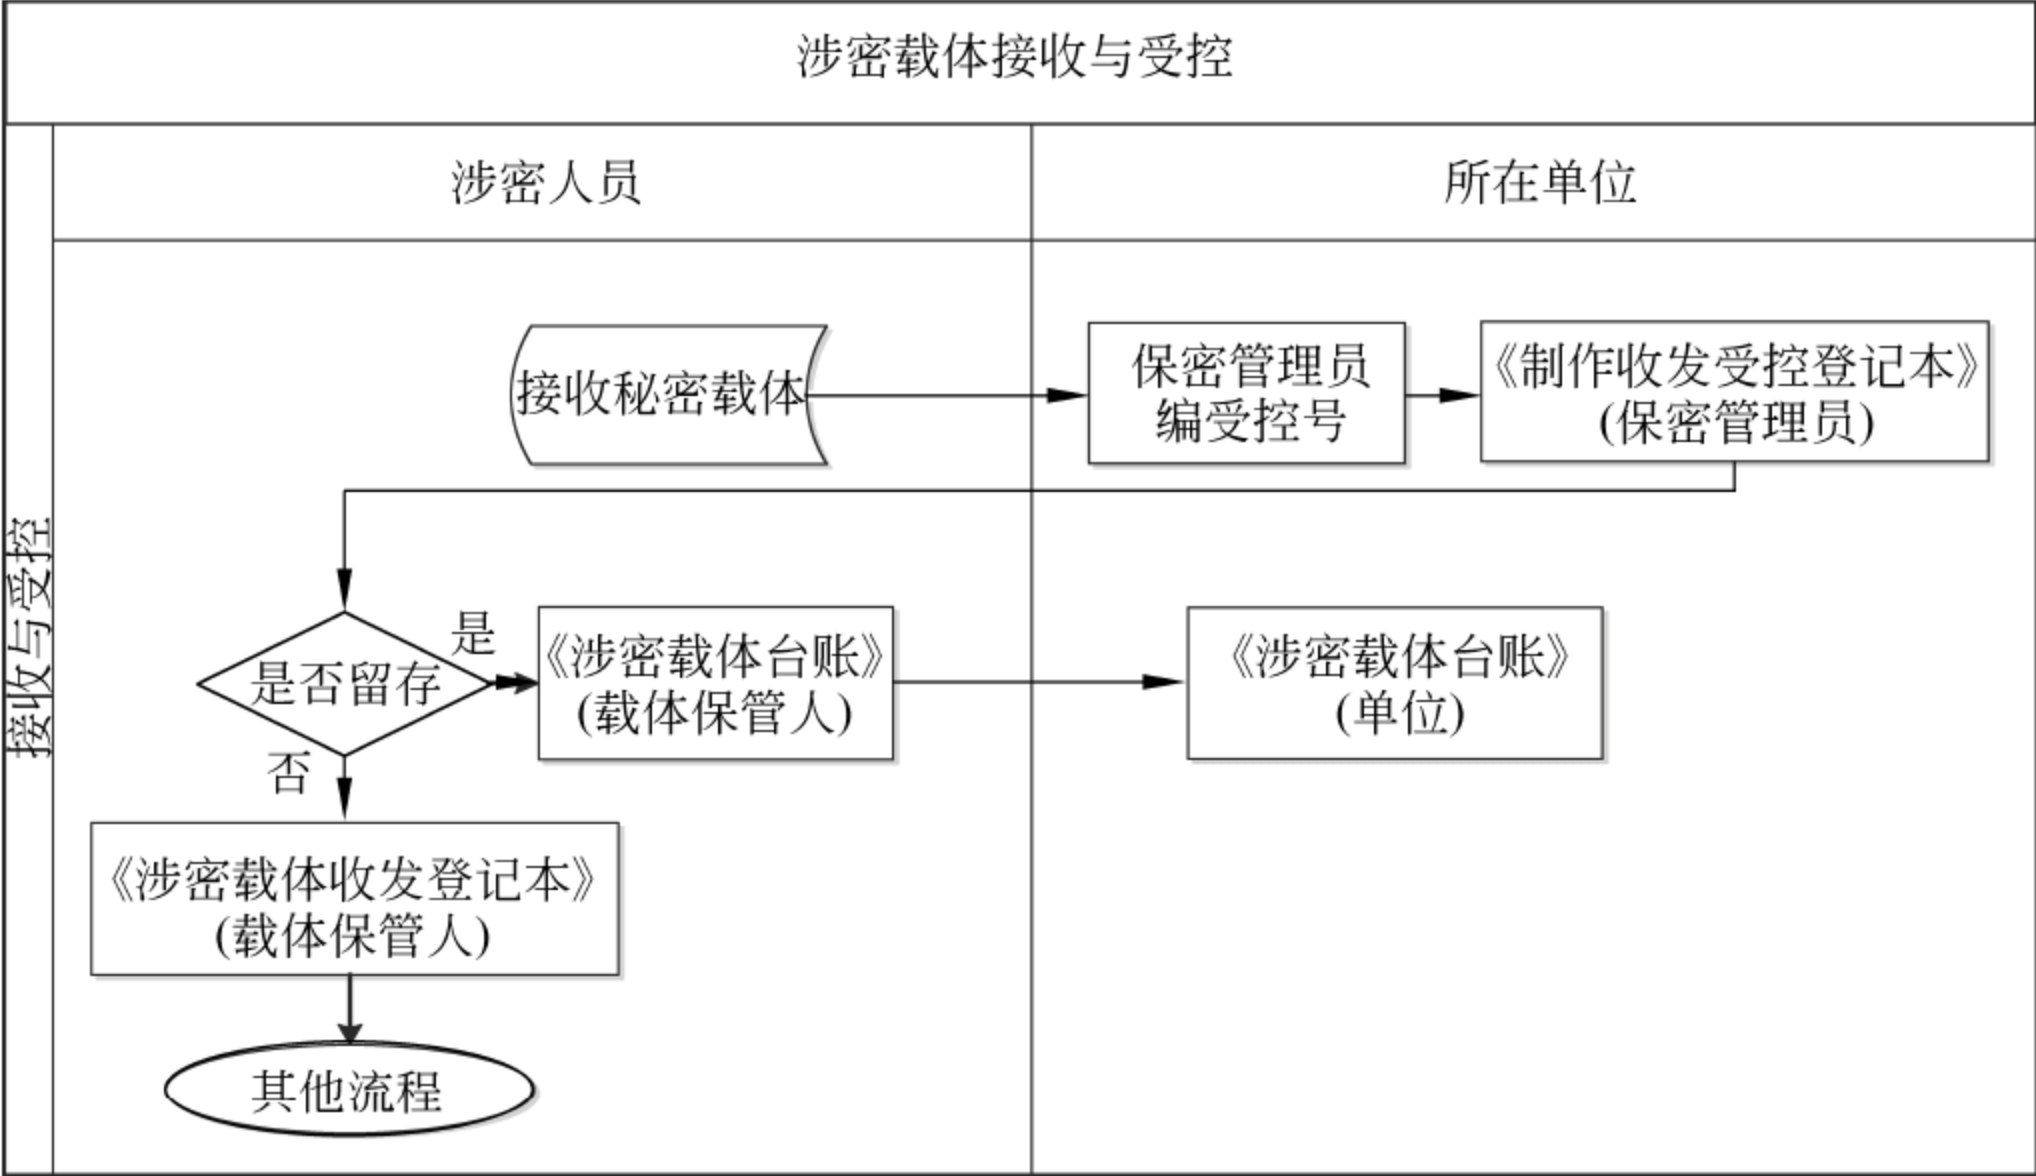 涉密载体接收与受控
涉密人员
所在单位
接收与受控
接收秘密载体
保密管理员
编受控号
《制作收发受控登记本》
(保密管理员)
是否留存
是
否
《涉密载体台账》
(载体保管人)
《涉密载体台账》
(单位)
《涉密载体收发登记本》
(载体保管人)
其他流程